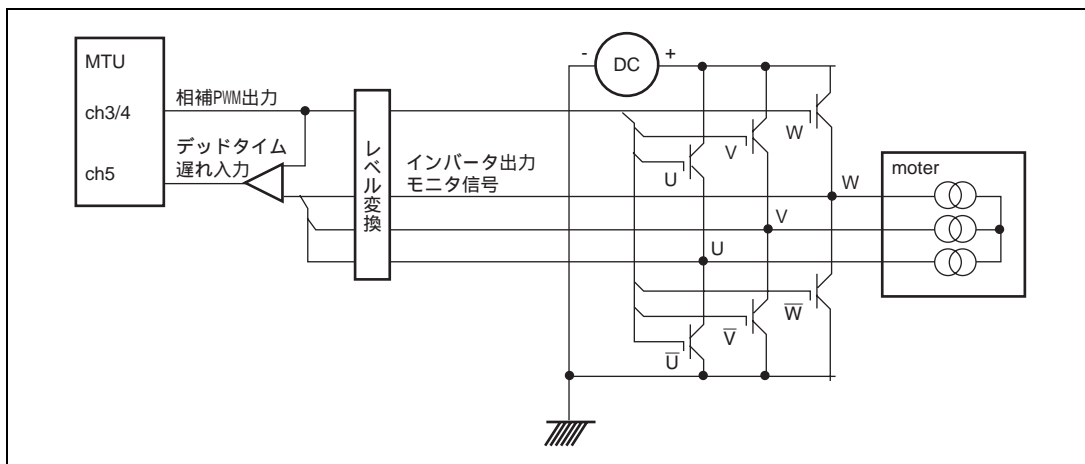 MTU
ch3/4
ch5
相補PWM出力
デッドタイム
遅れ入力
レベル変換
インバータ出力
モニタ信号
- DC +
W
V
U
W
V
U
W̅
V̅
U̅
moter